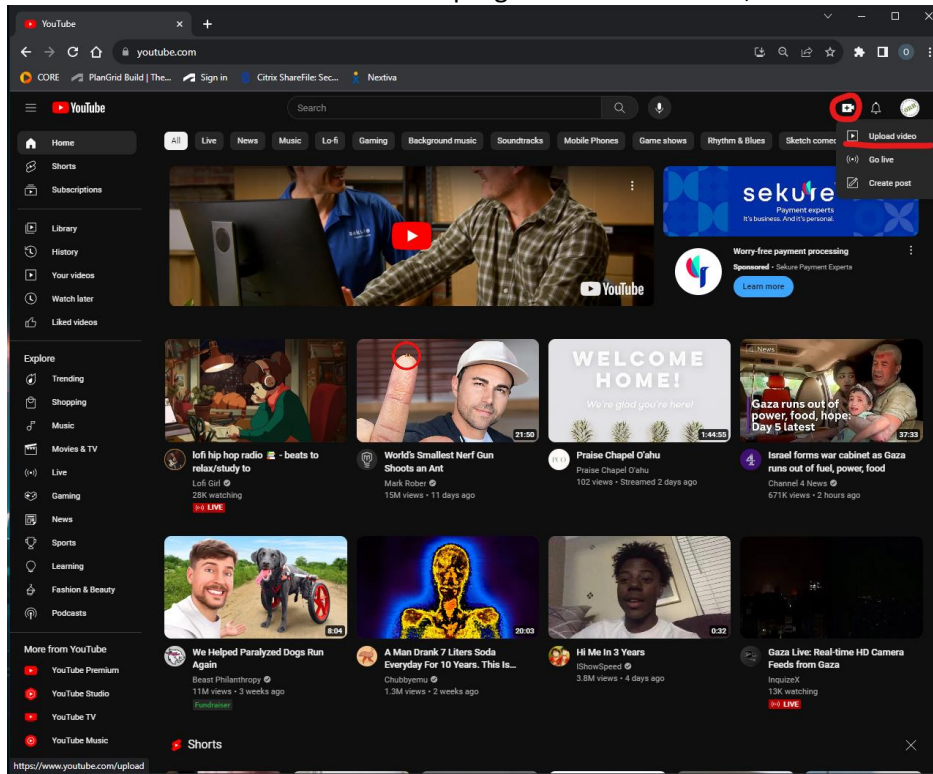 YouTube
youtube.com
CORE PlanGrid Build | The... Sign in Citrix ShareFile: Sec... Nextiva
YouTube Search
Upload video
Go live
Create post
All Live News Music Lo-fi Gaming Background music Soundtracks Mobile Phones Game shows Rhythm & Blues Sketch comed
Home
Shorts
Subscriptions
Library
History
Your videos
Watch later
Liked videos
Explore
Trending
Shopping
Music
Movies & TV
Live
Gaming
News
Sports
Learning
Fashion & Beauty
Podcasts
More from YouTube
YouTube Premium
YouTube Studio
YouTube TV
YouTube Music
https://www.youtube.com/upload
YouTube
sekure
Payment experts
It's business. And it's personal.
Worry-free payment processing
Sponsored • Sekure Payment Experts
Learn more
lofi hip hop radio - beats to
relax/study to
Lofi Girl
28K watching
LIVE
21:50
World's Smallest Nerf Gun
Shoots an Ant
Mark Rober
15M views • 11 days ago
WELCOME
HOME!
We're glad you're here!
1:44:55
Praise Chapel O'ahu
Praise Chapel O'ahu
102 views • Streamed 2 days ago
4 News
Gaza runs out of
power, food, hope:
Day 5 latest
37:33
Israel forms war cabinet as Gaza
runs out of fuel, power, food
Channel 4 News
671K views • 2 hours ago
8:04
We Helped Paralyzed Dogs Run
Again
Beast Philanthropy
11M views • 3 weeks ago
Fundraiser
20:03
A Man Drank 7 Liters Soda
Everyday For 10 Years. This Is...
Chubbyemu
1.3M views • 2 weeks ago
0:32
Hi Me In 3 Years
IShowSpeed
3.8M views • 4 days ago
Gaza Live: Real-time HD Camera
Feeds from Gaza
InquizeX
13K watching
LIVE
Shorts